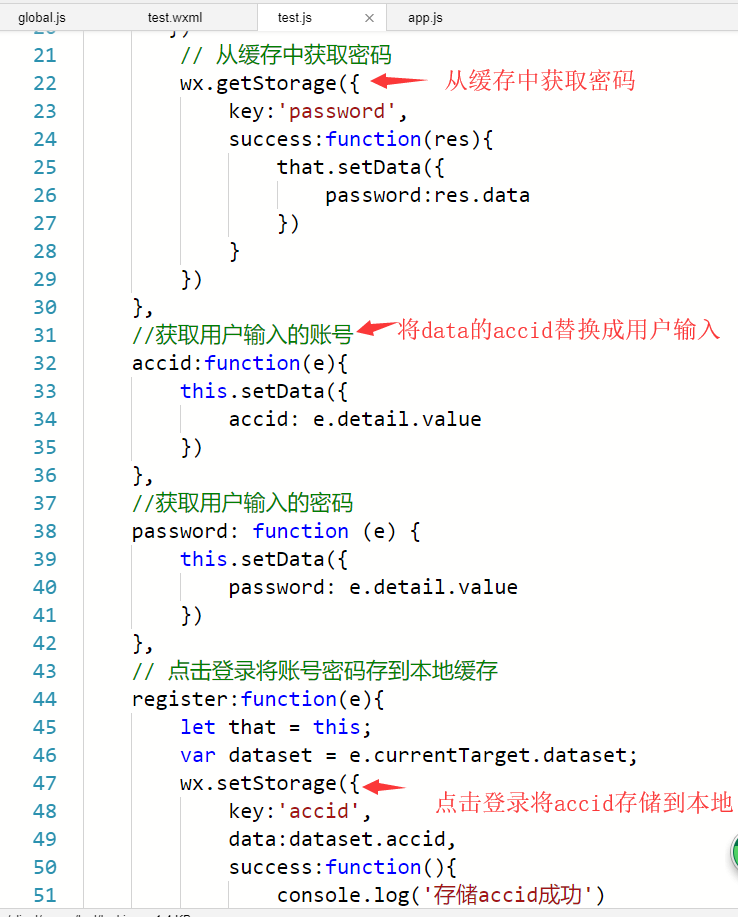 global.js test.wxml test.js × app.js
21 // 从缓存中获取密码
22 wx.getStorage({ 从缓存中获取密码
23 key:'password',
24 success:function(res){
25 that.setData({
26 password:res.data
27 })
28 }
29 })
30 },
31 //获取用户输入的账号 将data的accid替换成用户输入
32 accid:function(e){
33 this.setData({
34 accid: e.detail.value
35 })
36 },
37 //获取用户输入的密码
38 password: function (e) {
39 this.setData({
40 password: e.detail.value
41 })
42 },
43 // 点击登录将账号密码存到本地缓存
44 register:function(e){
45 let that = this;
46 var dataset = e.currentTarget.dataset;
47 wx.setStorage({
48 key:'accid', 点击登录将accid存储到本地
49 data:dataset.accid,
50 success:function(){
51 console.log('存储accid成功')